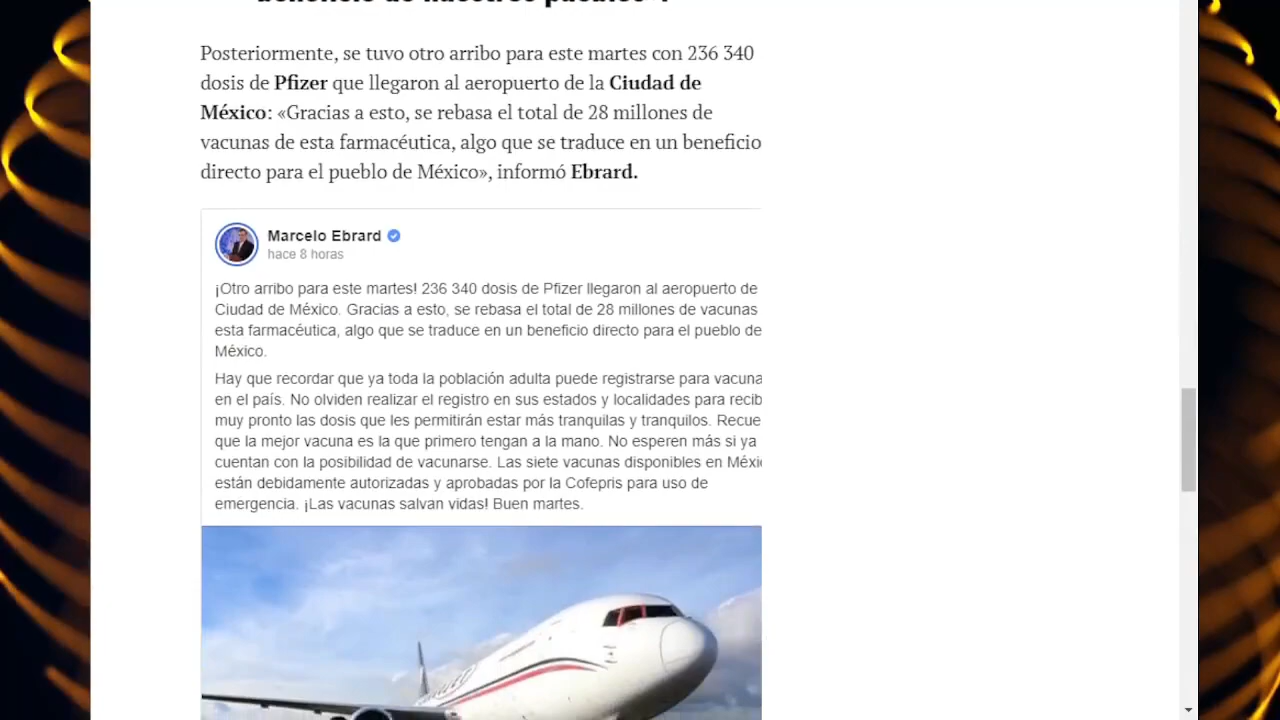 Posteriormente, se tuvo otro arribo para este martes con 236 340
dosis de Pfizer que llegaron al aeropuerto de la Ciudad de
México: «Gracias a esto, se rebasa el total de 28 millones de
vacunas de esta farmacéutica, algo que se traduce en un beneficio
directo para el pueblo de México», informó Ebrard.
Marcelo Ebrard
hace 8 horas
¡Otro arribo para este martes! 236 340 dosis de Pfizer llegaron al aeropuerto de
Ciudad de México. Gracias a esto, se rebasa el total de 28 millones de vacunas
esta farmacéutica, algo que se traduce en un beneficio directo para el pueblo de
México.
Hay que recordar que ya toda la población adulta puede registrarse para vacuna
en el país. No olviden realizar el registro en sus estados y localidades para recib
muy pronto las dosis que les permitirán estar más tranquilas y tranquilos. Recue
que la mejor vacuna es la que primero tengan a la mano. No esperen más si ya
cuentan con la posibilidad de vacunarse. Las siete vacunas disponibles en Méxi
están debidamente autorizadas y aprobadas por la Cofepris para uso de
emergencia. ¡Las vacunas salvan vidas! Buen martes.